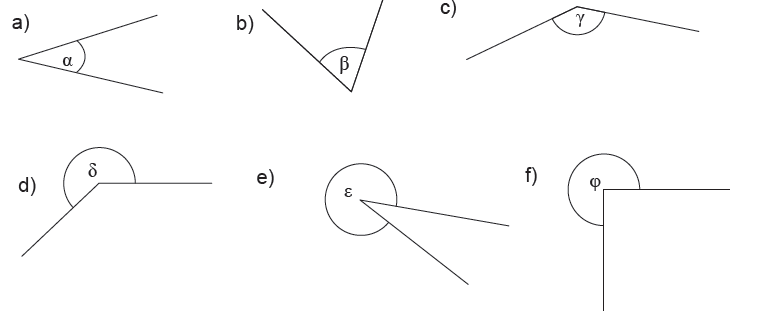 a) α
b) β
c) γ
d) δ
e) ε
f) φ